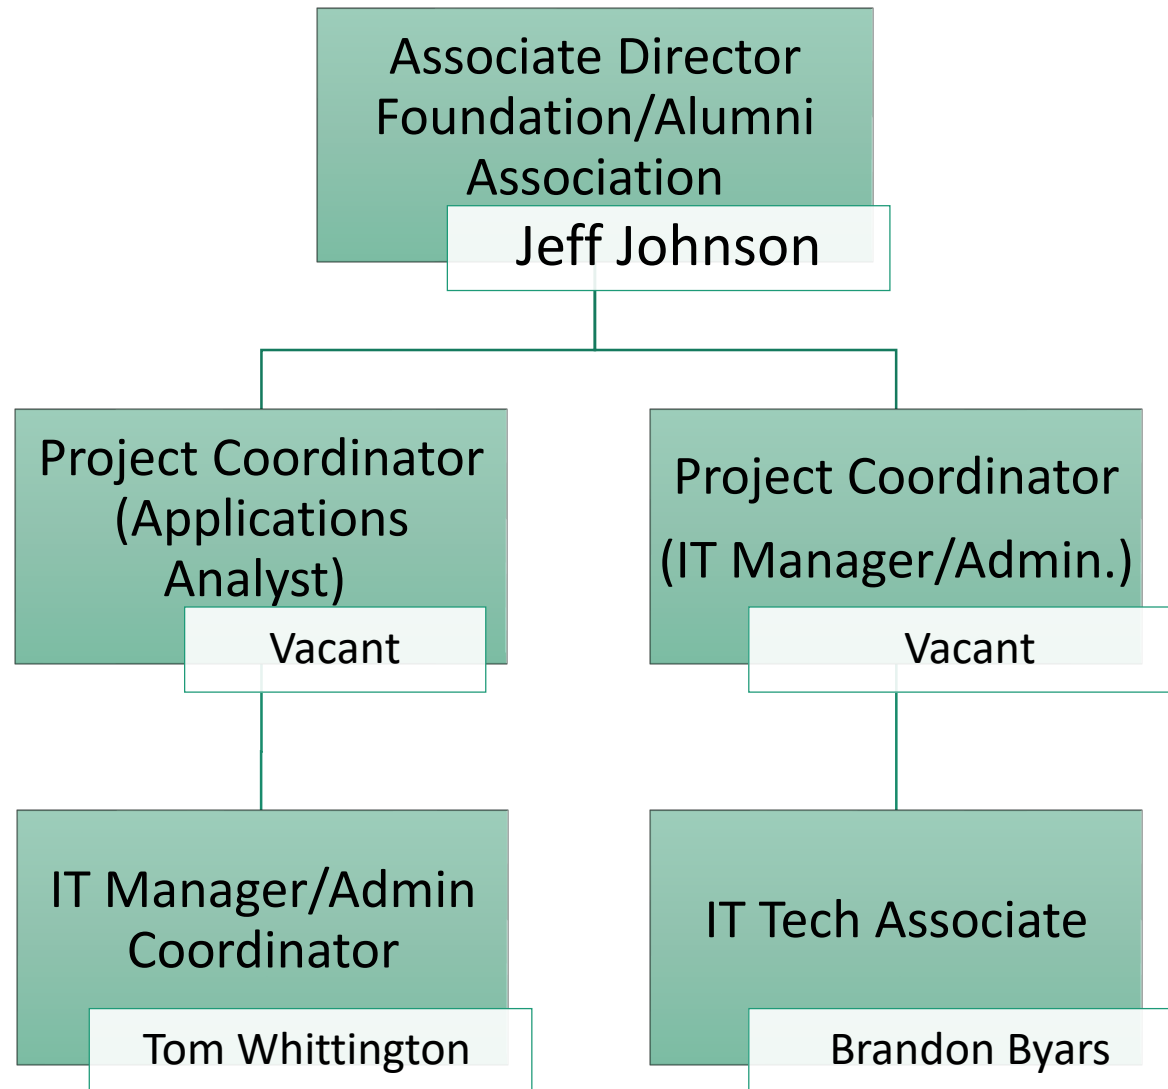 Associate Director
Foundation/Alumni
Association
Jeff Johnson
Project Coordinator
(Applications
Analyst)
Vacant
Project Coordinator
(IT Manager/Admin.)
Vacant
IT Manager/Admin
Coordinator
Tom Whittington
IT Tech Associate
Brandon Byars